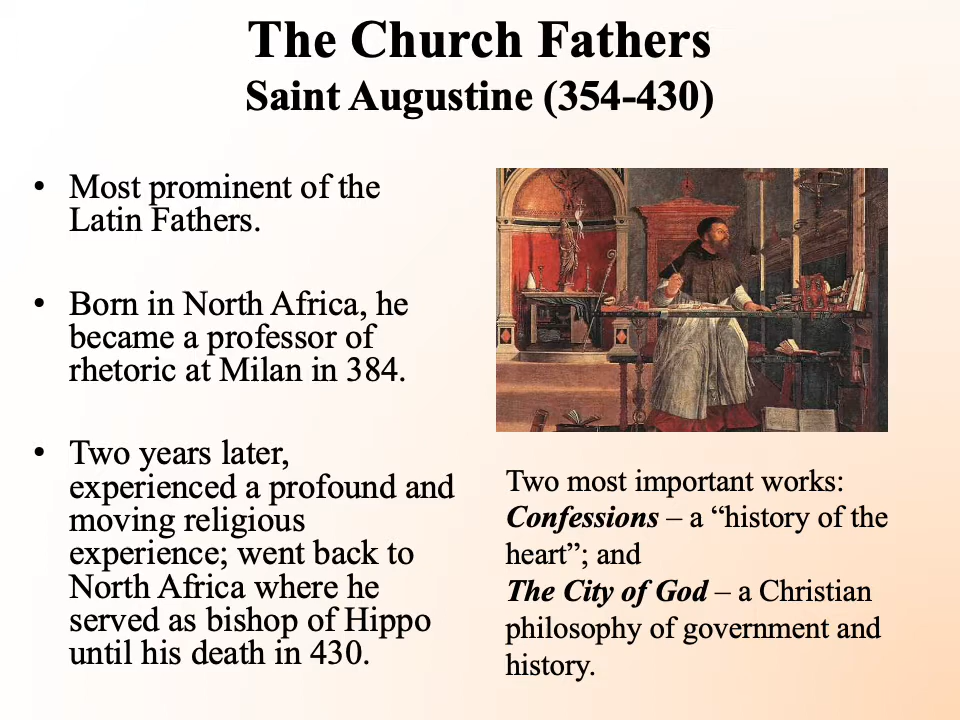 The Church Fathers
Saint Augustine (354-430)
• Most prominent of the
Latin Fathers.
• Born in North Africa, he
became a professor of
rhetoric at Milan in 384.
• Two years later,
experienced a profound and
moving religious
experience; went back to
North Africa where he
served as bishop of Hippo
until his death in 430.
Two most important works:
Confessions – a “history of the
heart”; and
The City of God – a Christian
philosophy of government and
history.